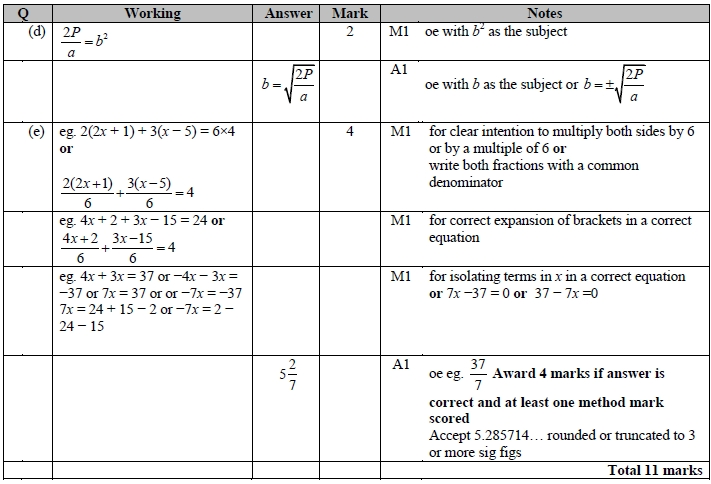 Q Working Answer Mark Notes
(d) 2P/a = b² 2 M1 oe with b² as the subject
b = √(2P/a) A1 oe with b as the subject or b = ±√(2P/a)
(e) eg. 2(2x + 1) + 3(x – 5) = 6×4 4 M1 for clear intention to multiply both sides by 6
or or by a multiple of 6 or
write both fractions with a common
2(2x+1)/6 + 3(x–5)/6 = 4 denominator
eg. 4x + 2 + 3x – 15 = 24 or M1 for correct expansion of brackets in a correct
4x+2/6 + 3x–15/6 = 4 equation
eg. 4x + 3x = 37 or –4x – 3x = M1 for isolating terms in x in a correct equation
–37 or 7x = 37 or or –7x = –37 or 7x –37 = 0 or 37 – 7x =0
7x = 24 + 15 – 2 or –7x = 2 –
24 – 15
5 2/7 A1 oe eg. 37/7 Award 4 marks if answer is
correct and at least one method mark
scored
Accept 5.285714… rounded or truncated to 3
or more sig figs
Total 11 marks